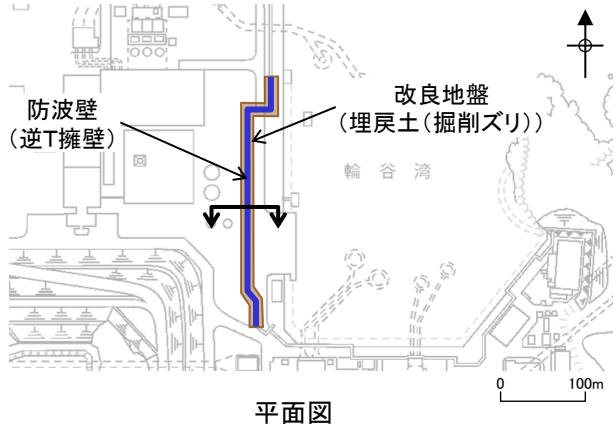 防波壁
(逆T擁壁)
改良地盤
(埋戻土(掘削ズリ))
輪谷湾
0 100m
平面図